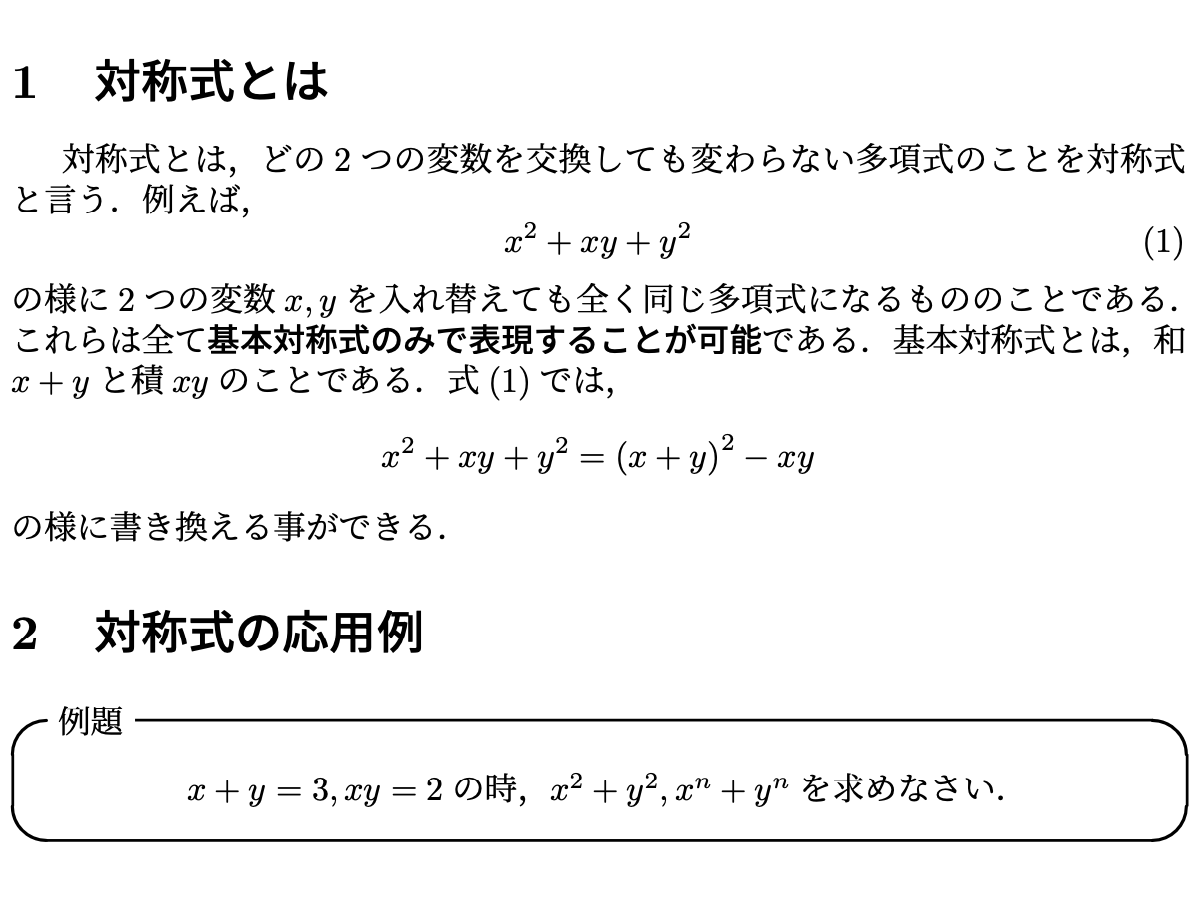 1 対称式とは
対称式とは，どの 2 つの変数を交換しても変わらない多項式のことを対称式
と言う．例えば，
x² + xy + y² (1)
の様に 2 つの変数 x, y を入れ替えても全く同じ多項式になるもののことである．
これらは全て基本対称式のみで表現することが可能である．基本対称式とは，和
x + y と積 xy のことである．式 (1) では，
x² + xy + y² = (x + y)² − xy
の様に書き換える事ができる．
2 対称式の応用例
例題
x + y = 3, xy = 2 の時，x² + y², xⁿ + yⁿ を求めなさい．